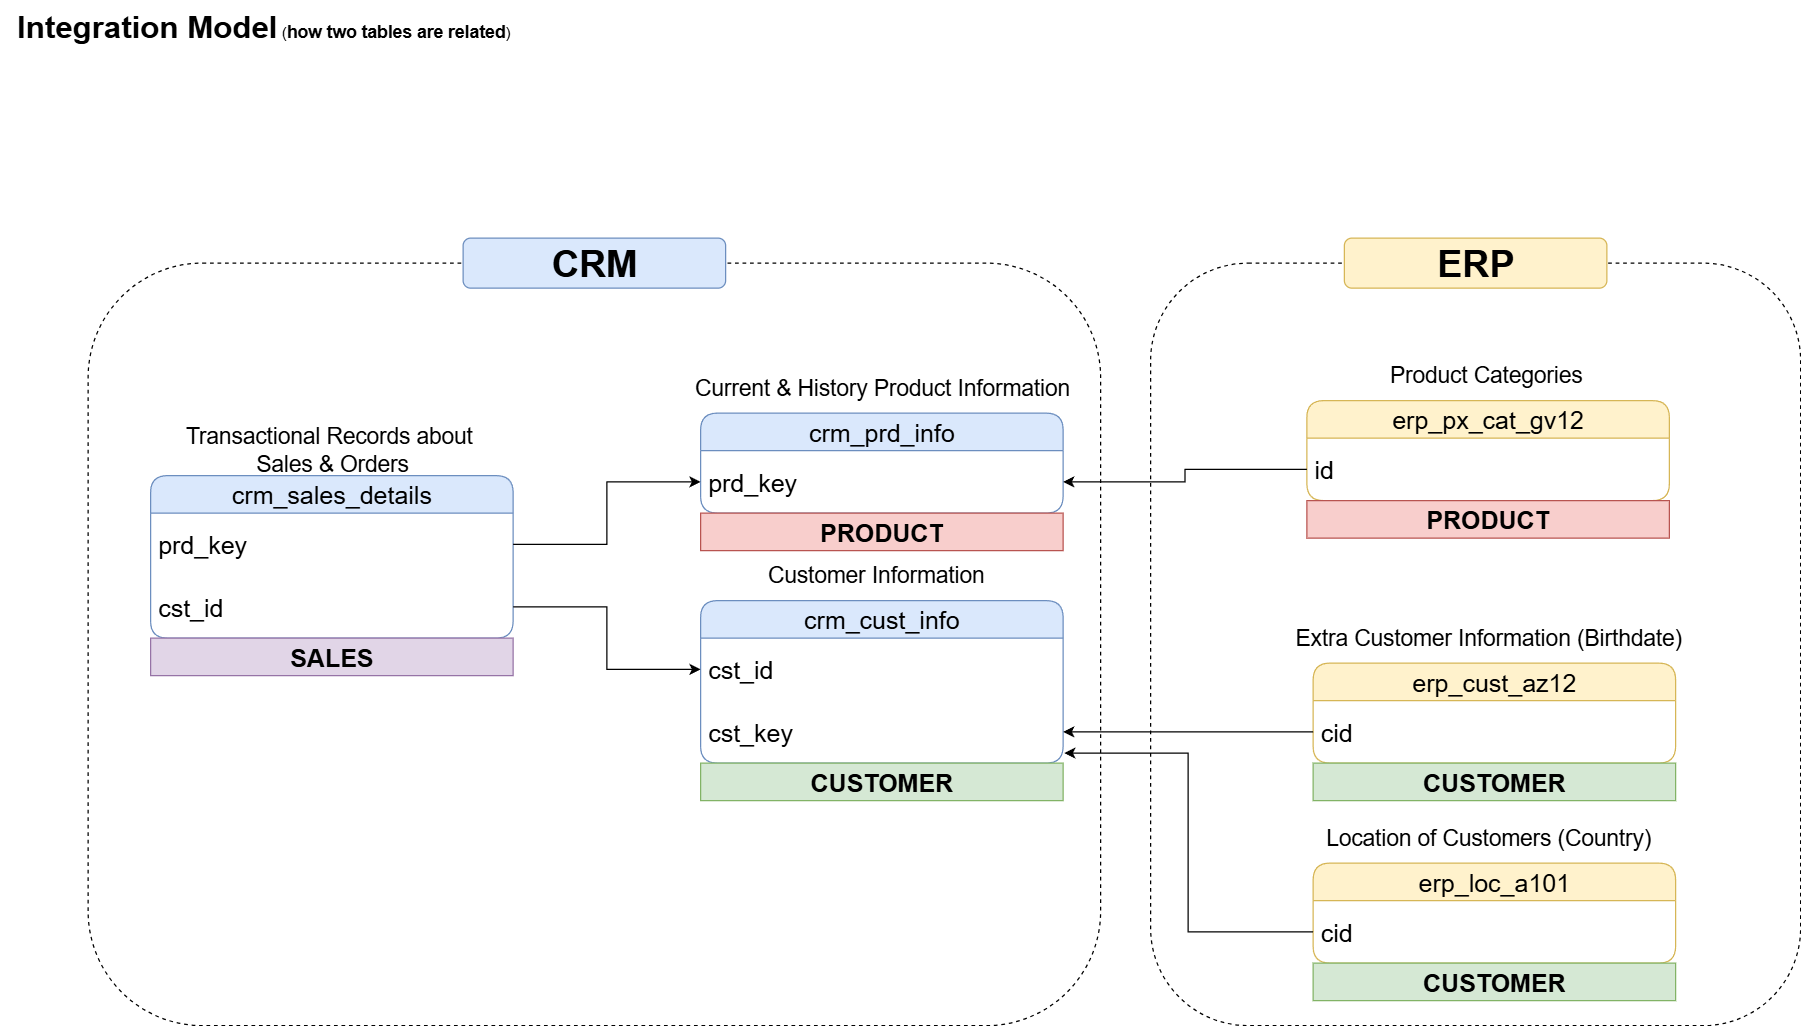 Integration Model (how two tables are related)
CRM
Transactional Records about
Sales & Orders
crm_sales_details
prd_key
cst_id
SALES
Current & History Product Information
crm_prd_info
prd_key
PRODUCT
Customer Information
crm_cust_info
cst_id
cst_key
CUSTOMER
ERP
Product Categories
erp_px_cat_gv12
id
PRODUCT
Extra Customer Information (Birthdate)
erp_cust_az12
cid
CUSTOMER
Location of Customers (Country)
erp_loc_a101
cid
CUSTOMER